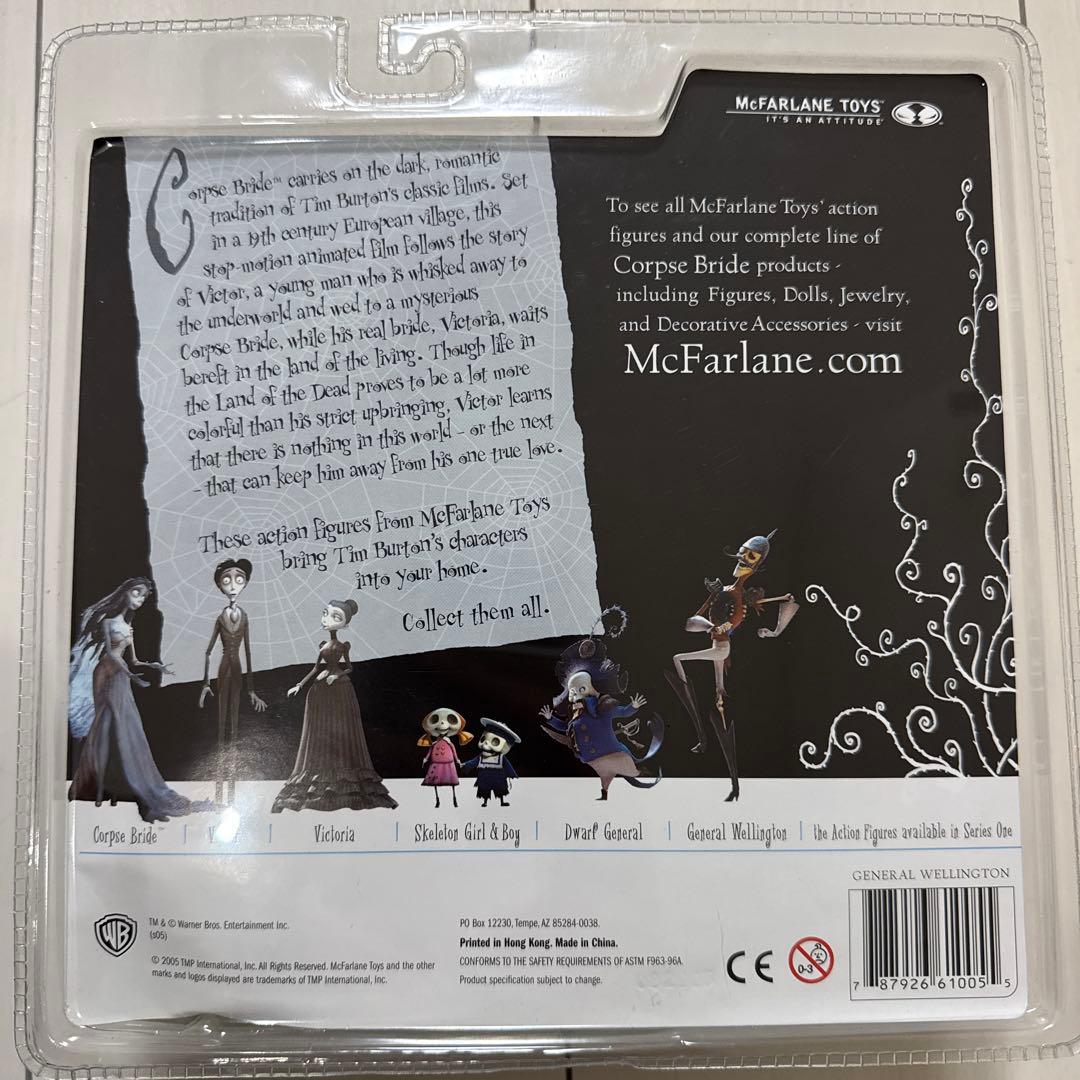 McFARLANE TOYS
IT'S AN ATTITUDE
Corpse Bride™ carries on the dark, romantic
tradition of Tim Burton's classic films. Set
in a 19th century European village, this
stop-motion animated film follows the story
of Victor, a young man who is whisked away to
the underworld and wed to a mysterious
Corpse Bride, while his real bride, Victoria, waits
bereft in the land of the living. Though life in
the Land of the Dead proves to be a lot more
colorful than his strict upbringing, Victor learns
that there is nothing in this world - or the next
- that can keep him away from his one true love.
These action figures from McFarlane Toys
bring Tim Burton's characters
into your home.
Collect them all.
To see all McFarlane Toys' action
figures and our complete line of
Corpse Bride products -
including Figures, Dolls, Jewelry,
and Decorative Accessories - visit
McFarlane.com
Corpse Bride™ | | Victoria | Skeleton Girl & Boy | Dwarf General | General Wellington | the Action Figures available in Series One
GENERAL WELLINGTON
WB
TM & © Warner Bros. Entertainment Inc.
(s05)
© 2005 TMP International, Inc. All Rights Reserved. McFarlane Toys and the other
marks and logos displayed are trademarks of TMP International, Inc.
PO Box 12230, Tempe, AZ 85284-0038.
Printed in Hong Kong. Made in China.
CONFORMS TO THE SAFETY REQUIREMENTS OF ASTM F963-96A.
Product specification subject to change.
CE
0-3
7 87926 61005 5